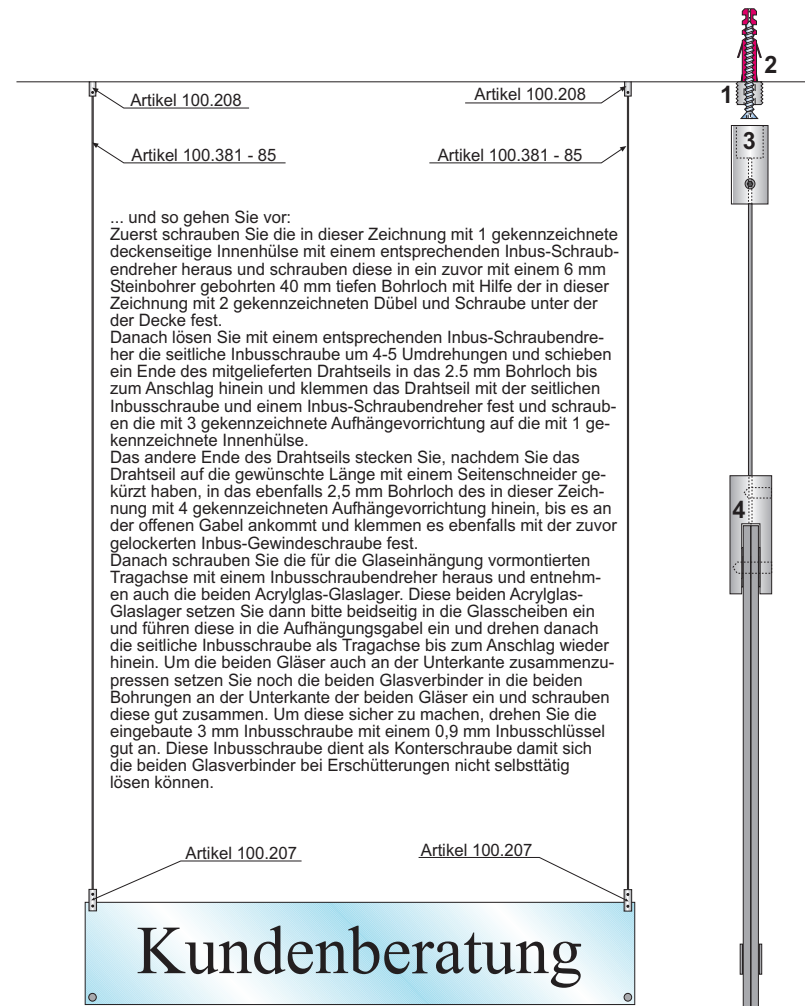 2
1
Artikel 100.208
Artikel 100.208
3
Artikel 100.381 - 85
Artikel 100.381 - 85
... und so gehen Sie vor:
Zuerst schrauben Sie die in dieser Zeichnung mit 1 gekennzeichnete
deckenseitige Innenhülse mit einem entsprechenden Inbus-Schraub-
endreher heraus und schrauben diese in ein zuvor mit einem 6 mm
Steinbohrer gebohrten 40 mm tiefen Bohrloch mit Hilfe der in dieser
Zeichnung mit 2 gekennzeichneten Dübel und Schraube unter der
der Decke fest.
Danach lösen Sie mit einem entsprechenden Inbus-Schraubendre-
her die seitliche Inbusschraube um 4-5 Umdrehungen und schieben
ein Ende des mitgelieferten Drahtseils in das 2.5 mm Bohrloch bis
zum Anschlag hinein und klemmen das Drahtseil mit der seitlichen
Inbusschraube und einem Inbus-Schraubendreher fest und schraub-
en die mit 3 gekennzeichnete Aufhängevorrichtung auf die mit 1 ge-
kennzeichnete Innenhülse.
Das andere Ende des Drahtseils stecken Sie, nachdem Sie das
Drahtseil auf die gewünschte Länge mit einem Seitenschneider ge-
kürzt haben, in das ebenfalls 2,5 mm Bohrloch des in dieser Zeich-
nung mit 4 gekennzeichneten Aufhängevorrichtung hinein, bis es an
der offenen Gabel ankommt und klemmen es ebenfalls mit der zuvor
gelockerten Inbus-Gewindeschraube fest.
Danach schrauben Sie die für die Glaseinhängung vormontierten
Tragachse mit einem Inbusschraubendreher heraus und entnehm-
en auch die beiden Acrylglas-Glaslager. Diese beiden Acrylglas-
Glaslager setzen Sie dann bitte beidseitig in die Glasscheiben ein
und führen diese in die Aufhängungsgabel ein und drehen danach
die seitliche Inbusschraube als Tragachse bis zum Anschlag wieder
hinein. Um die beiden Gläser auch an der Unterkante zusammenzu-
pressen setzen Sie noch die beiden Glasverbinder in die beiden
Bohrungen an der Unterkante der beiden Gläser ein und schrauben
diese gut zusammen. Um diese sicher zu machen, drehen Sie die
eingebaute 3 mm Inbusschraube mit einem 0,9 mm Inbusschlüssel
gut an. Diese Inbusschraube dient als Konterschraube damit sich
die beiden Glasverbinder bei Erschütterungen nicht selbsttätig
lösen können.
4
Artikel 100.207
Artikel 100.207
Kundenberatung